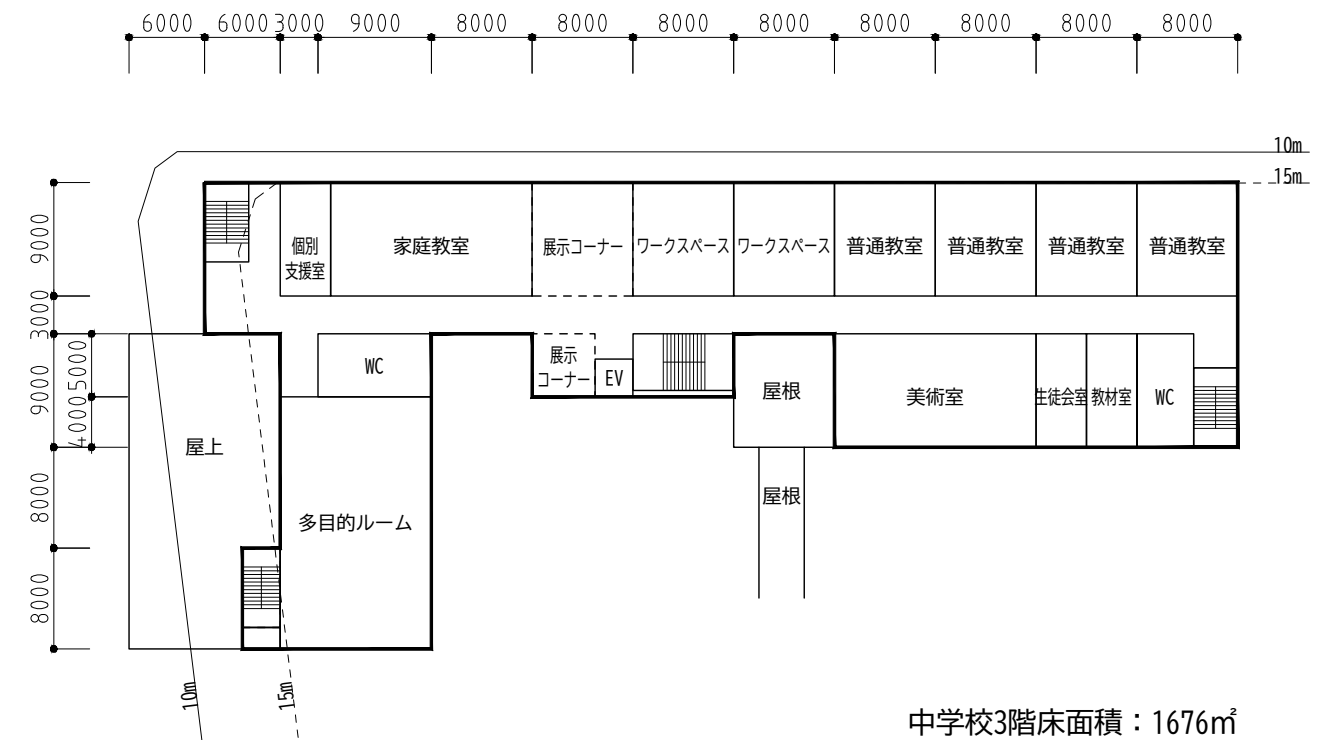 6000 6000 3000 9000 8000 8000 8000 8000 8000 8000 8000 8000
10m
15m
9000
3000
9000
5000
4000
8000
8000
個別
支援室
家庭教室
展示コーナー
ワークスペース
ワークスペース
普通教室
普通教室
普通教室
普通教室
WC
展示
コーナー
EV
屋根
美術室
生徒会室
教材室
WC
屋上
屋根
多目的ルーム
10m
15m
中学校3階床面積：1676㎡